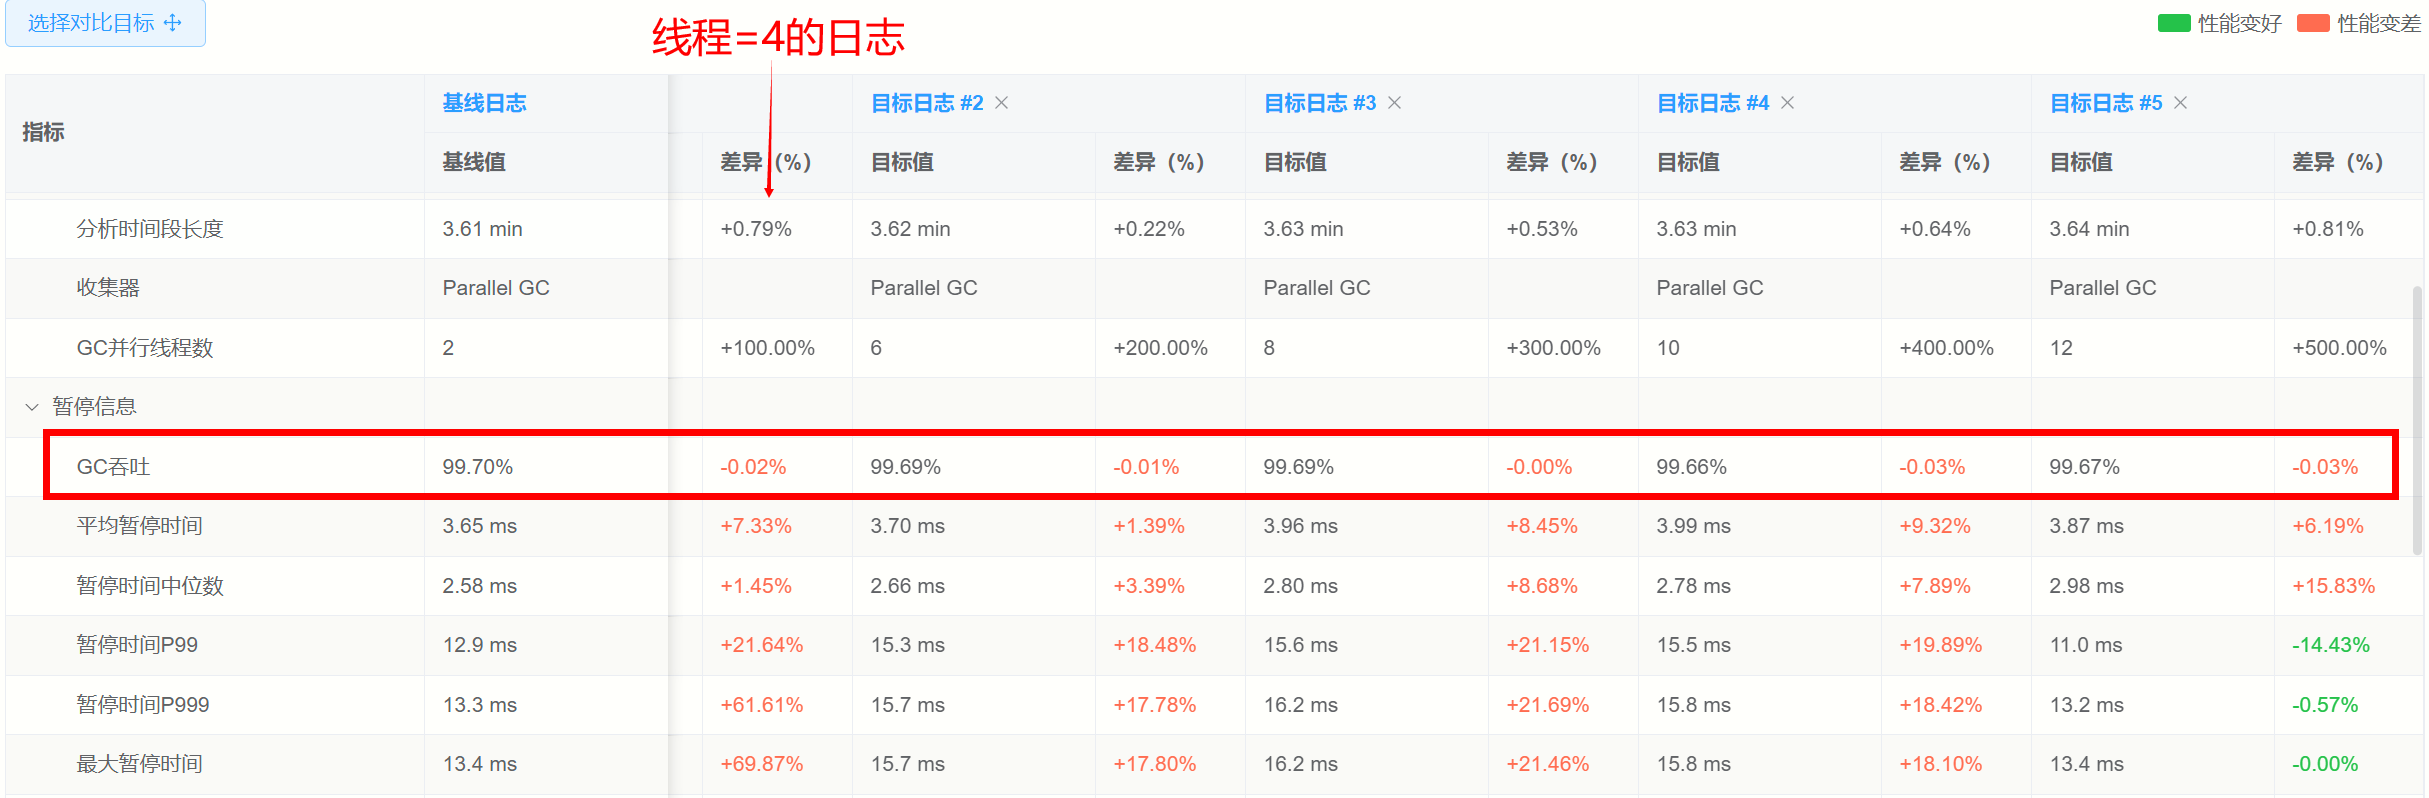 选择对比目标
线程=4的日志
性能变好 性能变差
指标 基线日志 目标日志 #2 目标日志 #3 目标日志 #4 目标日志 #5
基线值 差异（%） 目标值 差异（%） 目标值 差异（%） 目标值 差异（%） 目标值 差异（%）
分析时间段长度 3.61 min +0.79% 3.62 min +0.22% 3.63 min +0.53% 3.63 min +0.64% 3.64 min +0.81%
收集器 Parallel GC Parallel GC Parallel GC Parallel GC Parallel GC
GC并行线程数 2 +100.00% 6 +200.00% 8 +300.00% 10 +400.00% 12 +500.00%
暂停信息
GC吞吐 99.70% -0.02% 99.69% -0.01% 99.69% -0.00% 99.66% -0.03% 99.67% -0.03%
平均暂停时间 3.65 ms +7.33% 3.70 ms +1.39% 3.96 ms +8.45% 3.99 ms +9.32% 3.87 ms +6.19%
暂停时间中位数 2.58 ms +1.45% 2.66 ms +3.39% 2.80 ms +8.68% 2.78 ms +7.89% 2.98 ms +15.83%
暂停时间P99 12.9 ms +21.64% 15.3 ms +18.48% 15.6 ms +21.15% 15.5 ms +19.89% 11.0 ms -14.43%
暂停时间P999 13.3 ms +61.61% 15.7 ms +17.78% 16.2 ms +21.69% 15.8 ms +18.42% 13.2 ms -0.57%
最大暂停时间 13.4 ms +69.87% 15.7 ms +17.80% 16.2 ms +21.46% 15.8 ms +18.10% 13.4 ms -0.00%